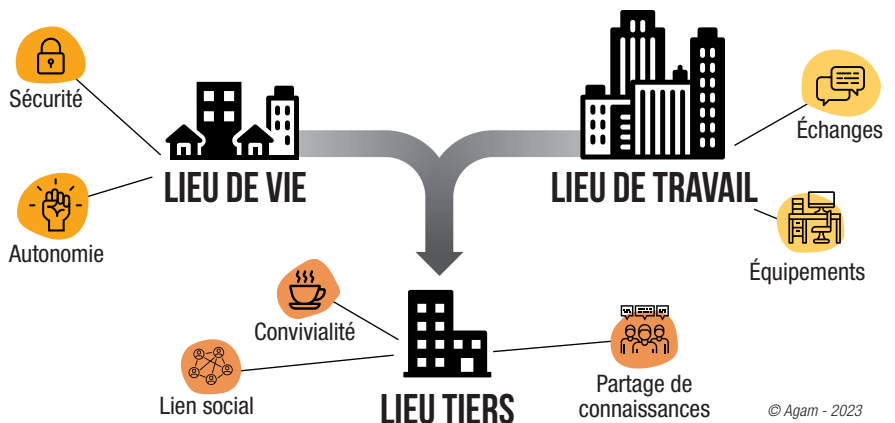 Sécurité
Échanges
LIEU DE VIE
LIEU DE TRAVAIL
Autonomie
Équipements
Convivialité
Lien social
LIEU TIERS
Partage de
connaissances
© Agam - 2023